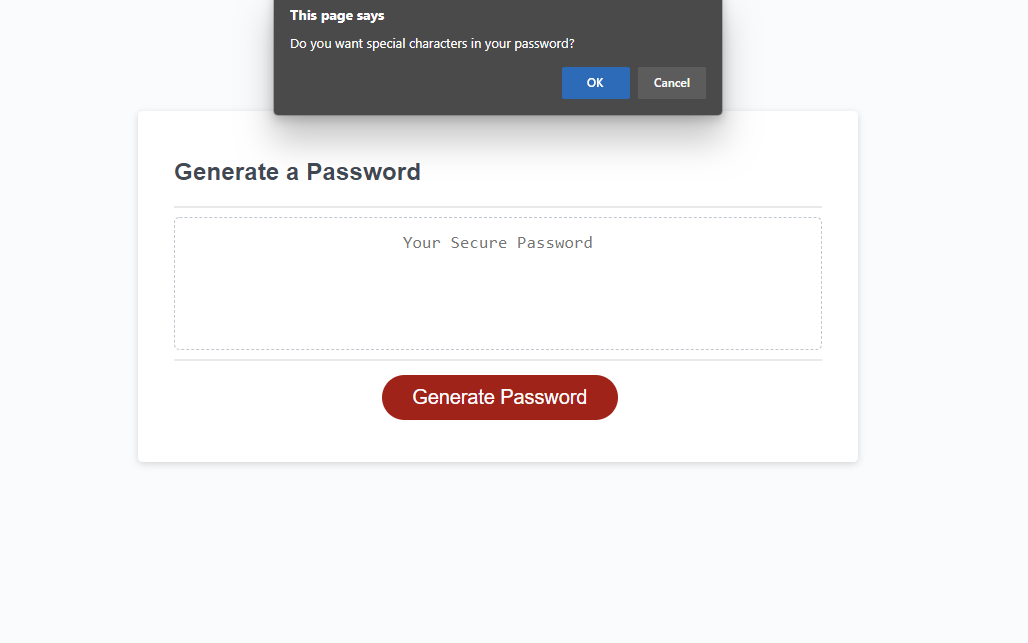 This page says
Do you want special characters in your password?
OK
Cancel
Generate a Password
Your Secure Password
Generate Password